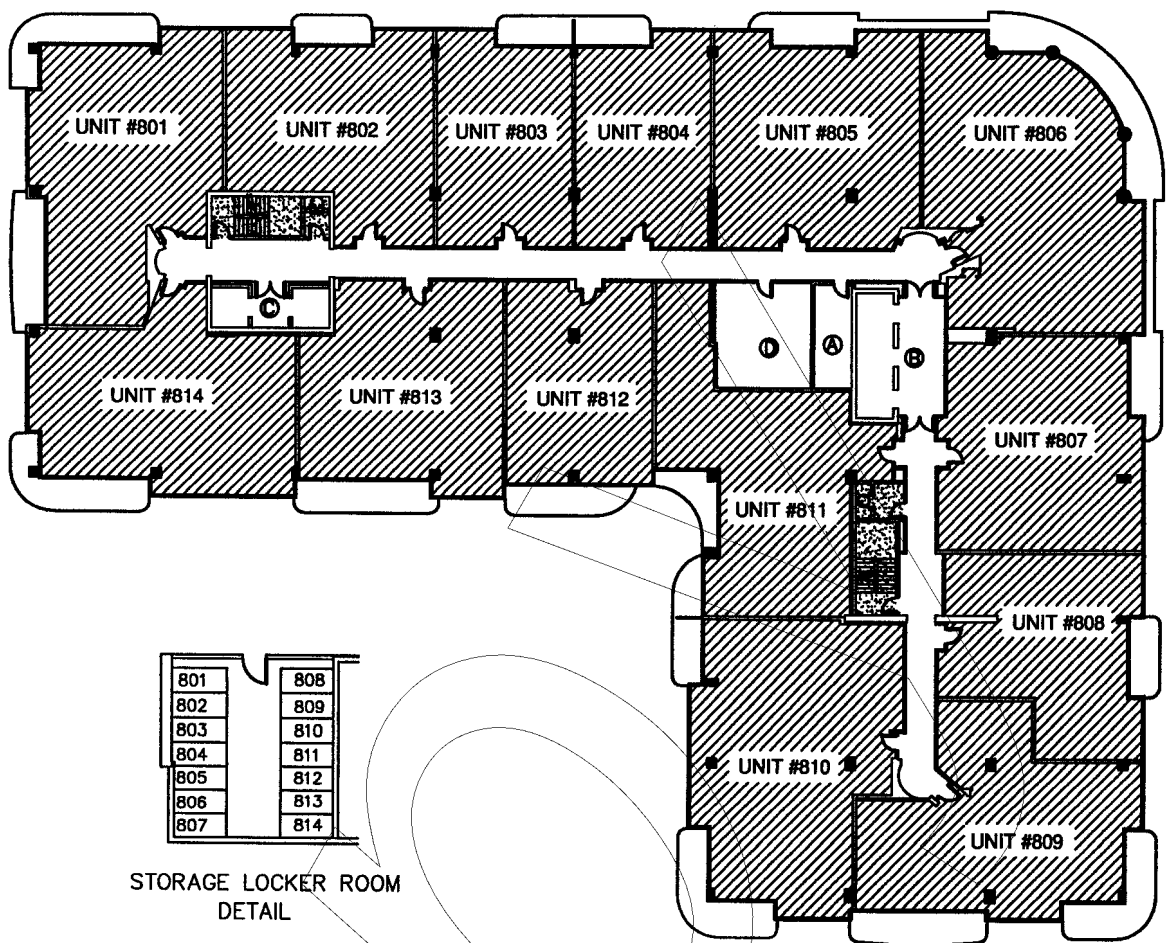 UNIT #801
UNIT #802
UNIT #803
UNIT #804
UNIT #805
UNIT #806
C
D
A
B
UNIT #814
UNIT #813
UNIT #812
UNIT #807
UNIT #811
UNIT #808
UNIT #810
UNIT #809
801
802
803
804
805
806
807
808
809
810
811
812
813
814
STORAGE LOCKER ROOM
DETAIL